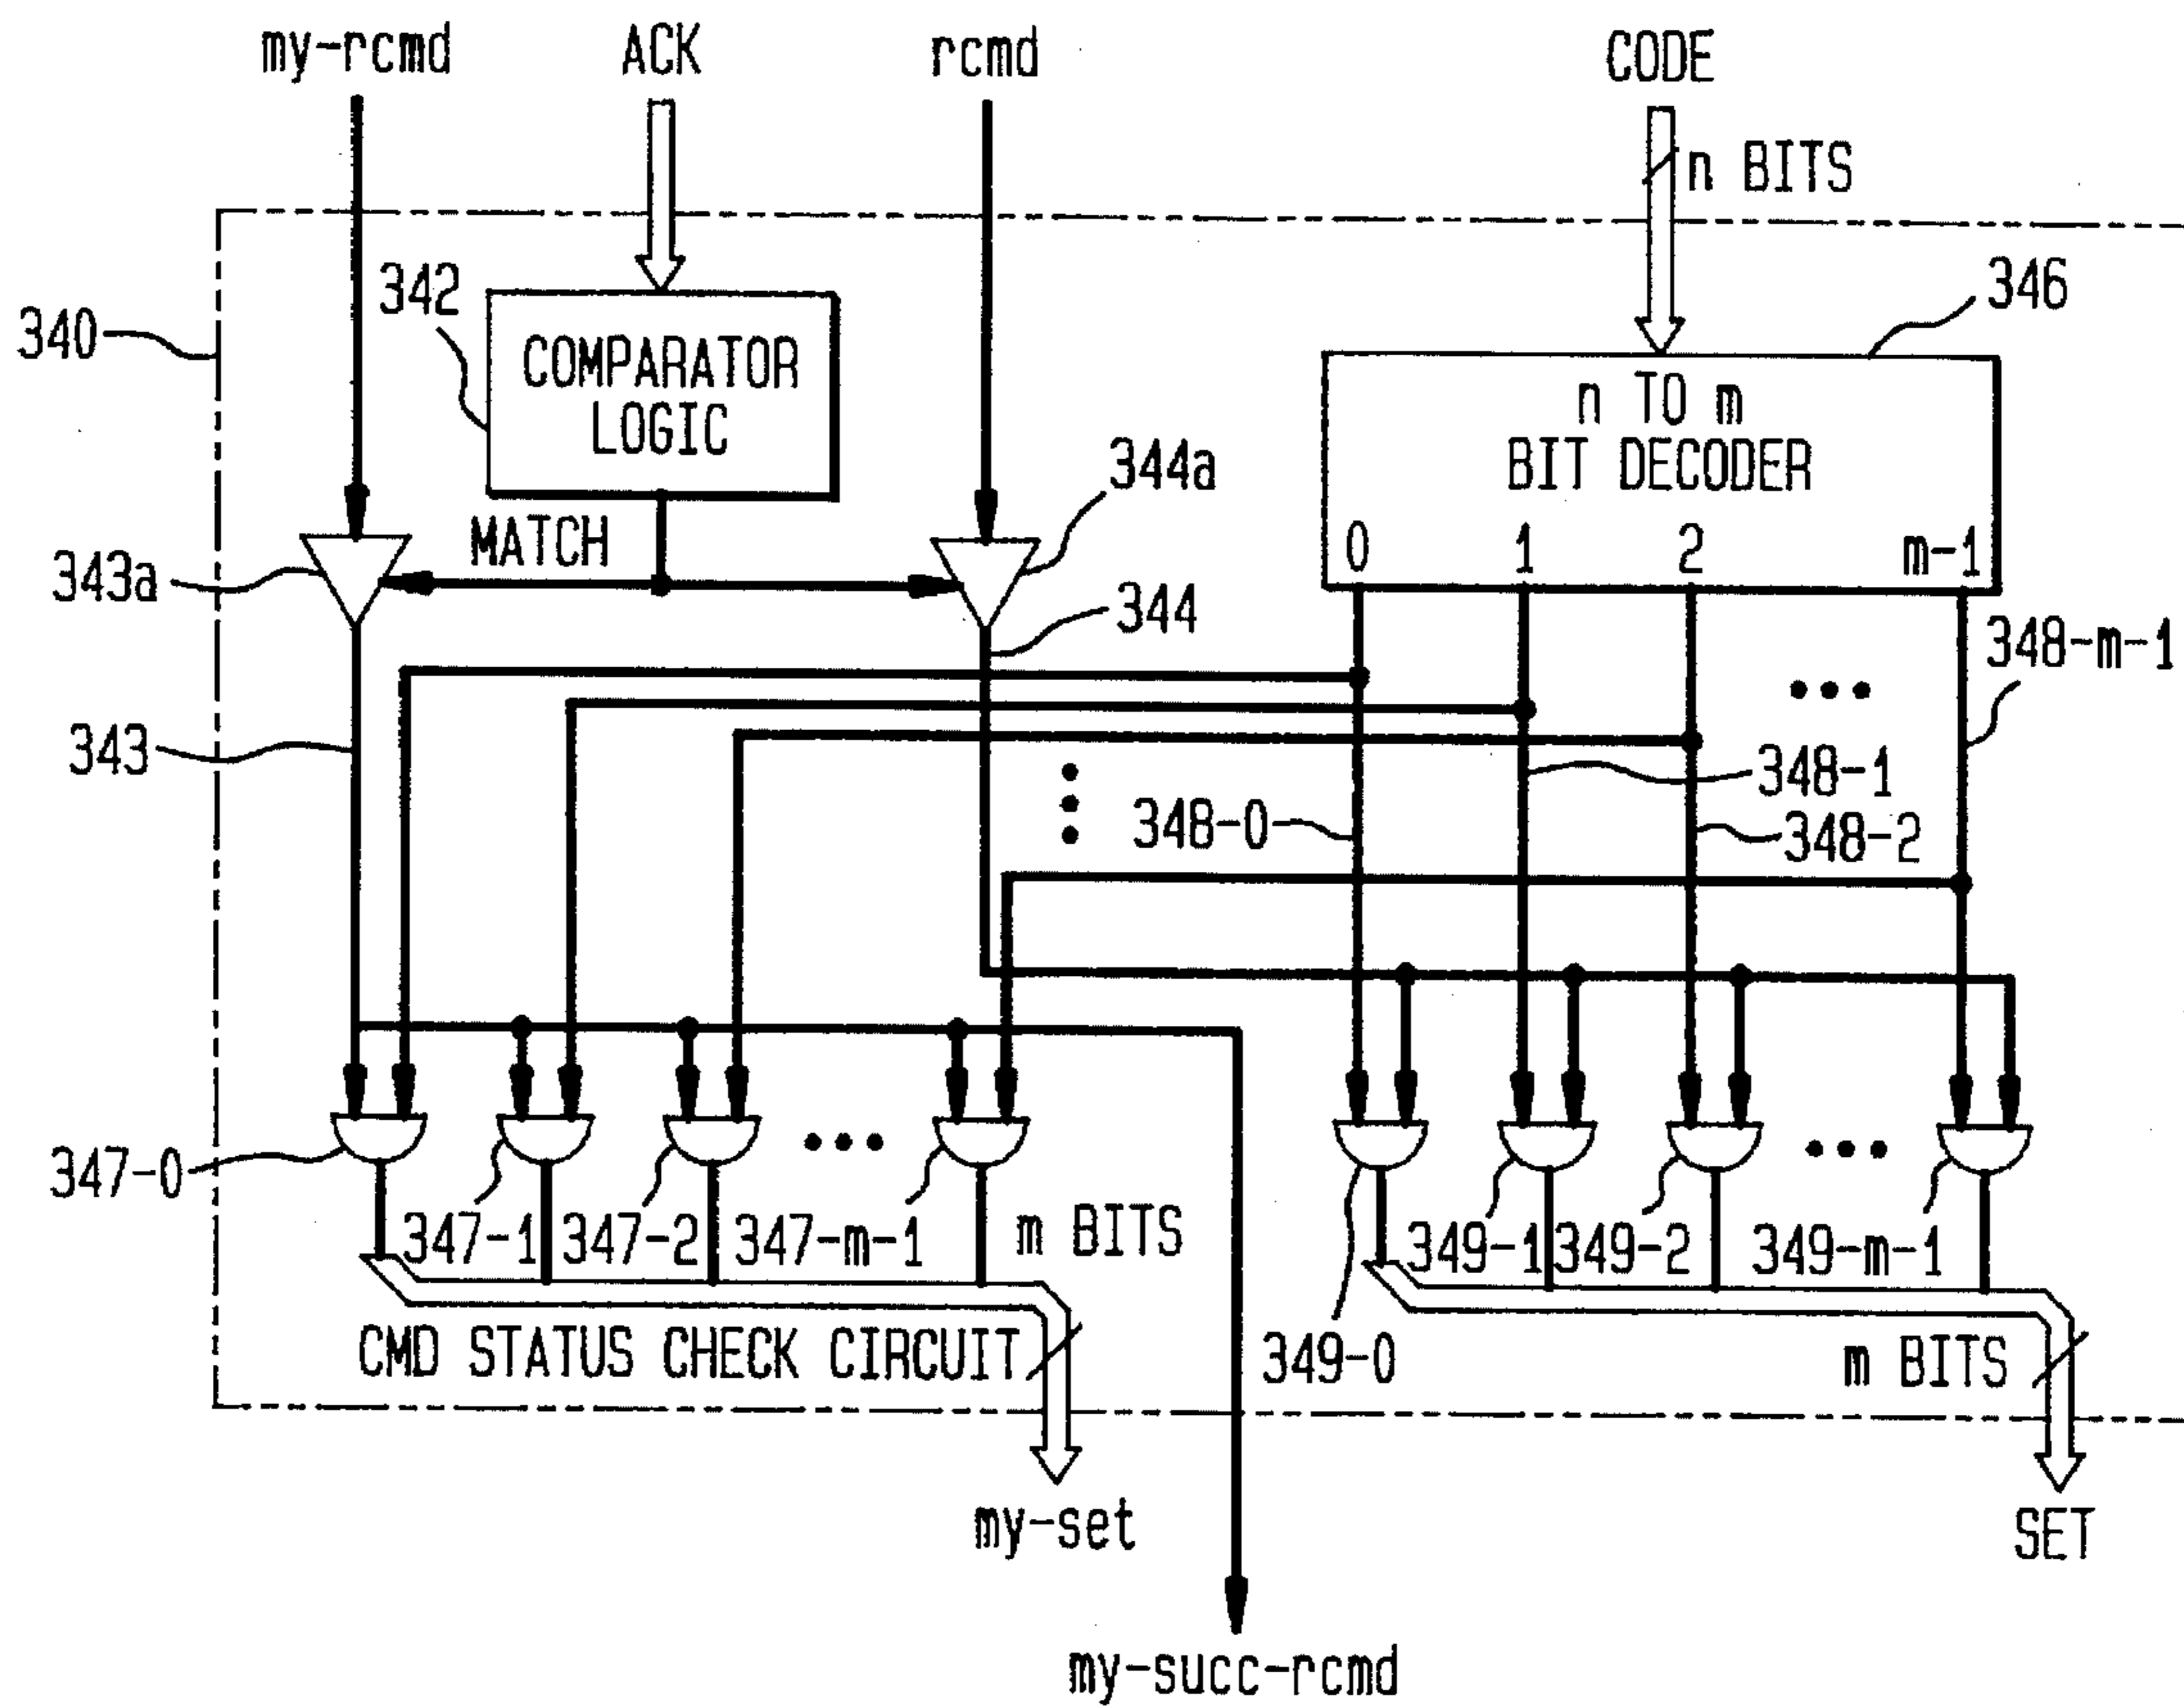 my-rcmd
ACK
rcmd
CODE
n BITS
340
342
COMPARATOR
LOGIC
346
n TO m
BIT DECODER
0
1
2
m-1
344a
MATCH
343a
344
348-m-1
343
348-1
348-0
348-2
347-0
347-1
347-2
347-m-1
m BITS
349-1
349-2
349-m-1
CMD STATUS CHECK CIRCUIT
349-0
m BITS
my-set
SET
my-succ-rcmd